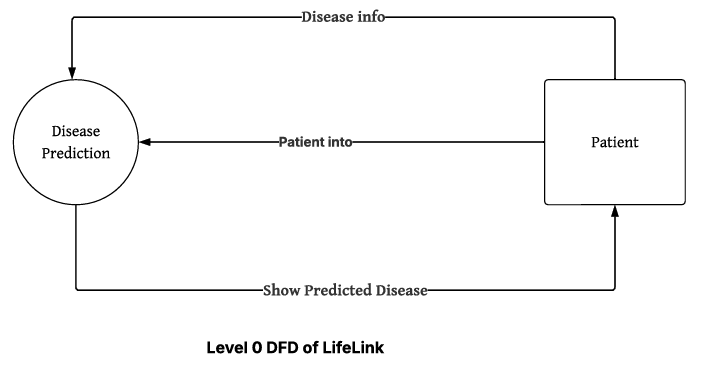 Disease info
Disease
Prediction
Patient into
Patient
Show Predicted Disease
Level 0 DFD of LifeLink